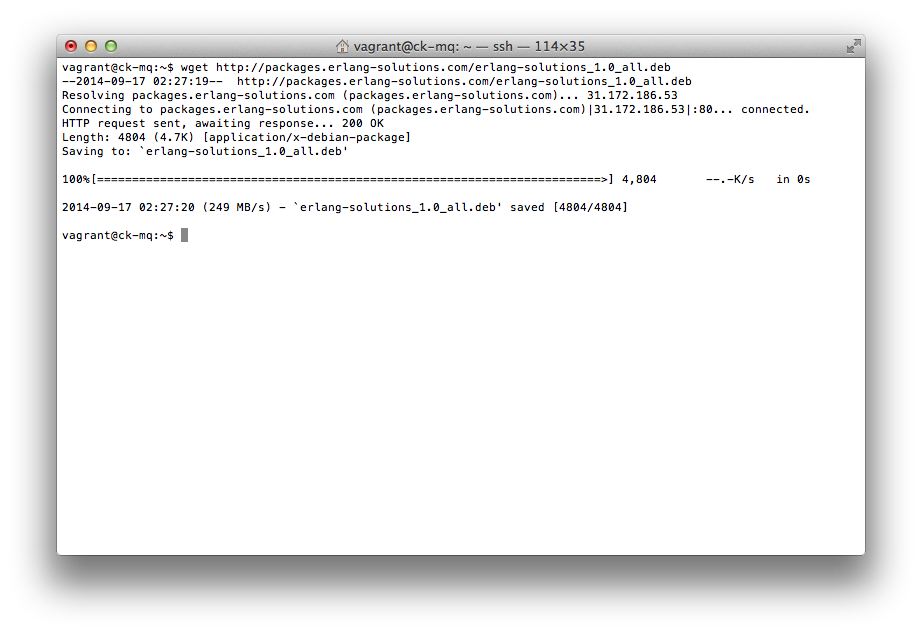 vagrant@ck-mq: ~ — ssh — 114×35
vagrant@ck-mq:~$ wget http://packages.erlang-solutions.com/erlang-solutions_1.0_all.deb
--2014-09-17 02:27:19--  http://packages.erlang-solutions.com/erlang-solutions_1.0_all.deb
Resolving packages.erlang-solutions.com (packages.erlang-solutions.com)... 31.172.186.53
Connecting to packages.erlang-solutions.com (packages.erlang-solutions.com)|31.172.186.53|:80... connected.
HTTP request sent, awaiting response... 200 OK
Length: 4804 (4.7K) [application/x-debian-package]
Saving to: `erlang-solutions_1.0_all.deb'
100%[========================================================================>] 4,804       --.-K/s   in 0s
2014-09-17 02:27:20 (249 MB/s) - `erlang-solutions_1.0_all.deb' saved [4804/4804]
vagrant@ck-mq:~$